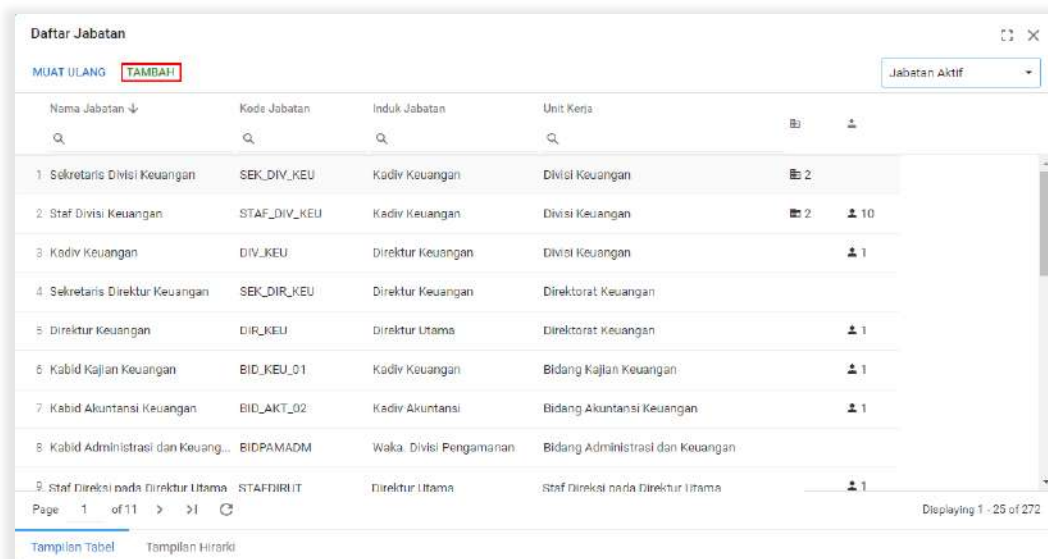 Daftar Jabatan
MUAT ULANG TAMBAH Jabatan Aktif
Nama Jabatan Kode Jabatan Induk Jabatan Unit Kerja
1 Sekretaris Divisi Keuangan SEK_DIV_KEU Kadiv Keuangan Divisi Keuangan 2
2 Staf Divisi Keuangan STAF_DIV_KEU Kadiv Keuangan Divisi Keuangan 2 10
3 Kadiv Keuangan DIV_KEU Direktur Keuangan Divisi Keuangan 1
4 Sekretaris Direktur Keuangan SEK_DIR_KEU Direktur Keuangan Direktorat Keuangan
5 Direktur Keuangan DIR_KEU Direktur Utama Direktorat Keuangan 1
6 Kabid Kajian Keuangan BID_KEU_01 Kadiv Keuangan Bidang Kajian Keuangan 1
7 Kabid Akuntansi Keuangan BID_AKT_02 Kadiv Akuntansi Bidang Akuntansi Keuangan 1
8 Kabid Administrasi dan Keuang... BIDPAMADM Waka. Divisi Pengamanan Bidang Administrasi dan Keuangan
9 Staf Direksi pada Direktur Utama STAFDIRUT Direktur Utama Staf Direksi pada Direktur Utama 1
Page 1 of 11 Displaying 1 - 25 of 272
Tampilan Tabel Tampilan Hirarki